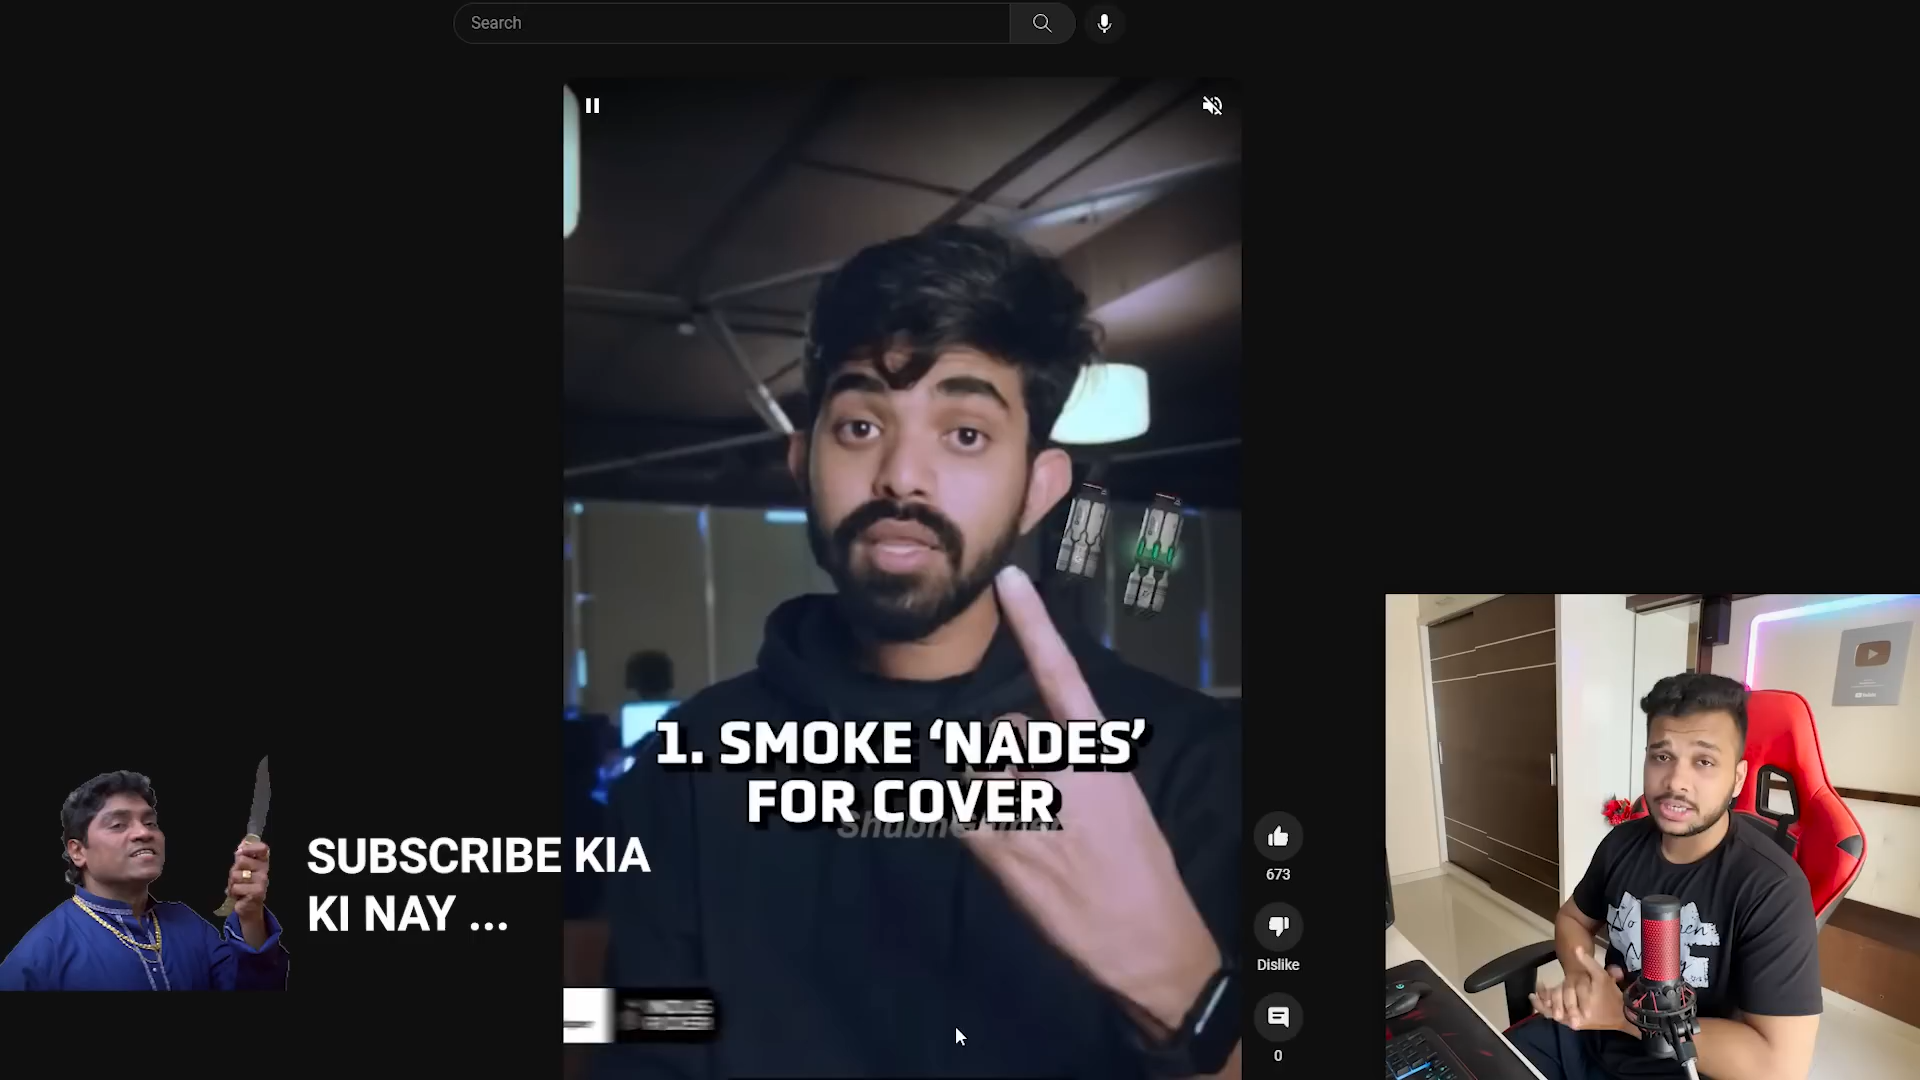 Search
1. SMOKE ‘NADES’
FOR COVER
SUBSCRIBE KIA
KI NAY ...
673
Dislike
0